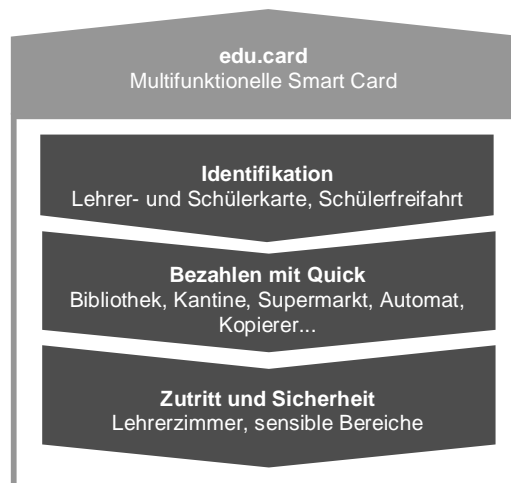 edu.card
Multifunktionelle Smart Card
Identifikation
Lehrer- und Schülerkarte, Schülerfreifahrt
Bezahlen mit Quick
Bibliothek, Kantine, Supermarkt, Automat,
Kopierer...
Zutritt und Sicherheit
Lehrerzimmer, sensible Bereiche